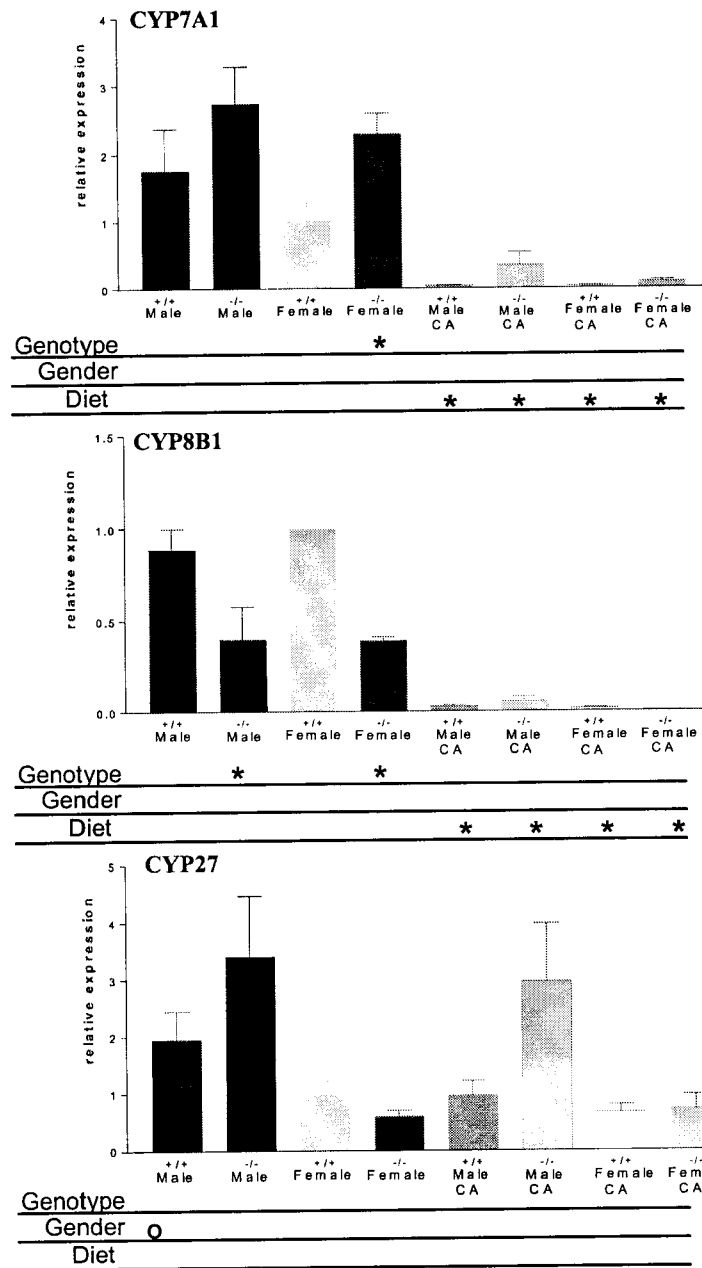 CYP7A1
relative expression
4
3
2
1
0
+/+ -/- +/+ -/- +/+ -/- +/+ -/-
Male Male Female Female Male Male Female Female
CA CA CA CA
Genotype *
Gender
Diet * * * *
CYP8B1
relative expression
1.5
1.0
0.5
0.0
+/+ -/- +/+ -/- +/+ -/- +/+ -/-
Male Male Female Female Male Male Female Female
CA CA CA CA
Genotype * *
Gender
Diet * * * *
CYP27
relative expression
5
4
3
2
1
0
+/+ -/- +/+ -/- +/+ -/- +/+ -/-
Male Male Female Female Male Male Female Fema
CA CA CA CA
Genotype
Gender o
Diet